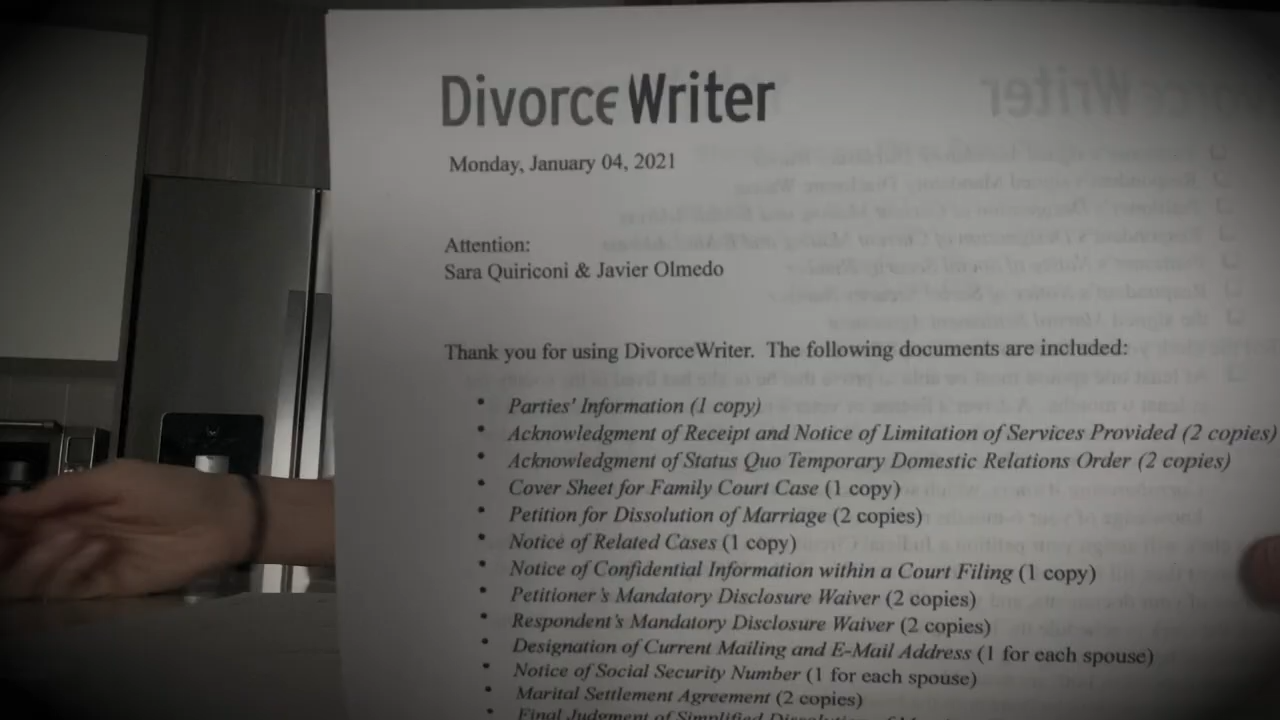 DivorceWriter
Monday, January 04, 2021
Attention:
Sara Quiriconi & Javier Olmedo
Thank you for using DivorceWriter. The following documents are included:
• Parties' Information (1 copy)
• Acknowledgment of Receipt and Notice of Limitation of Services Provided (2 copies)
• Acknowledgment of Status Quo Temporary Domestic Relations Order (2 copies)
• Cover Sheet for Family Court Case (1 copy)
• Petition for Dissolution of Marriage (2 copies)
• Notice of Related Cases (1 copy)
• Notice of Confidential Information within a Court Filing (1 copy)
• Petitioner's Mandatory Disclosure Waiver (2 copies)
• Respondent's Mandatory Disclosure Waiver (2 copies)
• Designation of Current Mailing and E-Mail Address (1 for each spouse)
• Notice of Social Security Number (1 for each spouse)
• Marital Settlement Agreement (2 copies)
• Final Judgment of Simplified